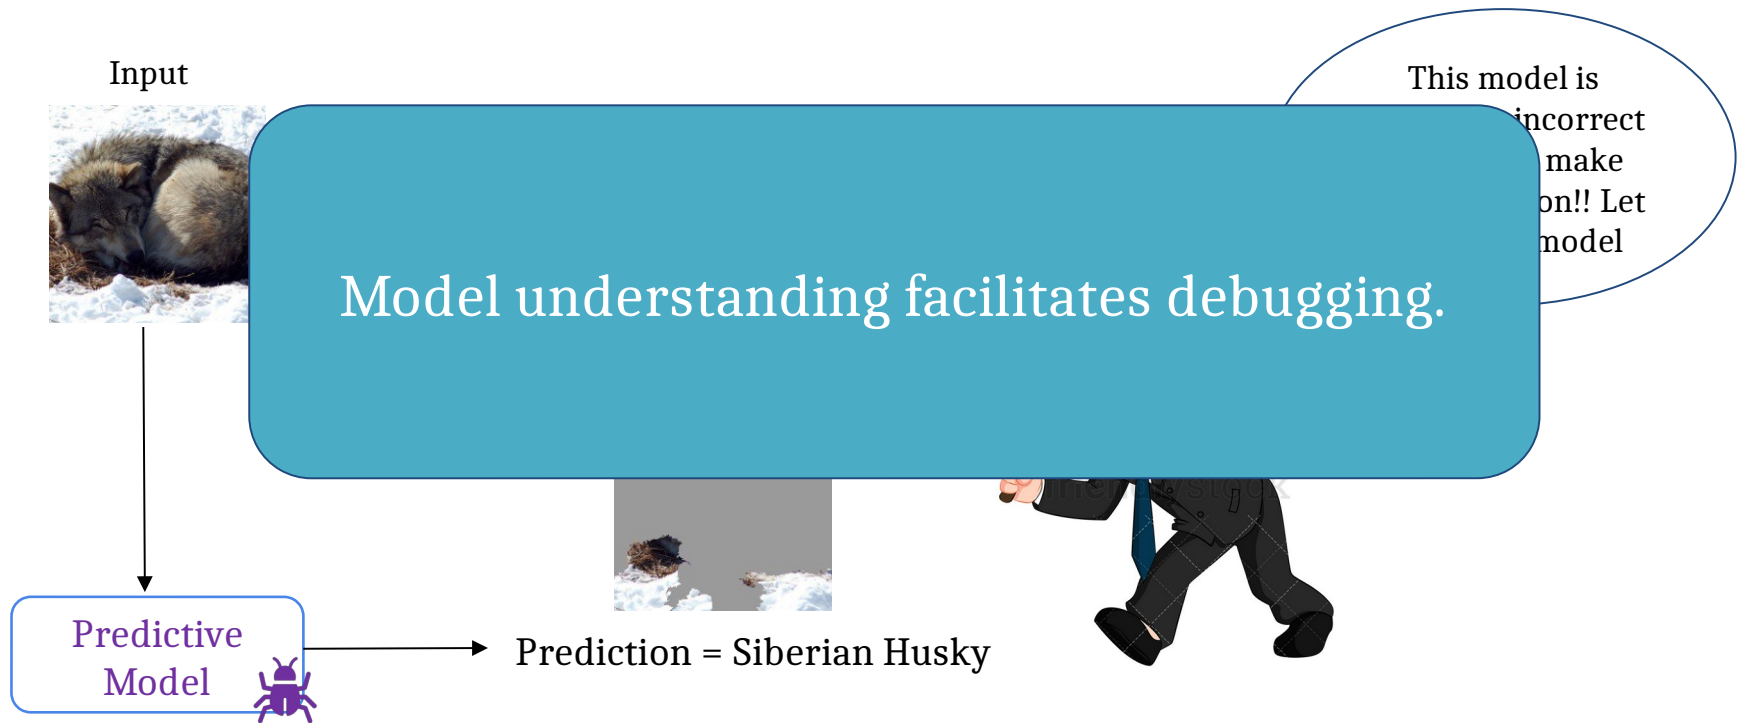 Input
This model is
incorrect
make
on!! Let
model
Model understanding facilitates debugging.
Predictive
Model
Prediction = Siberian Husky